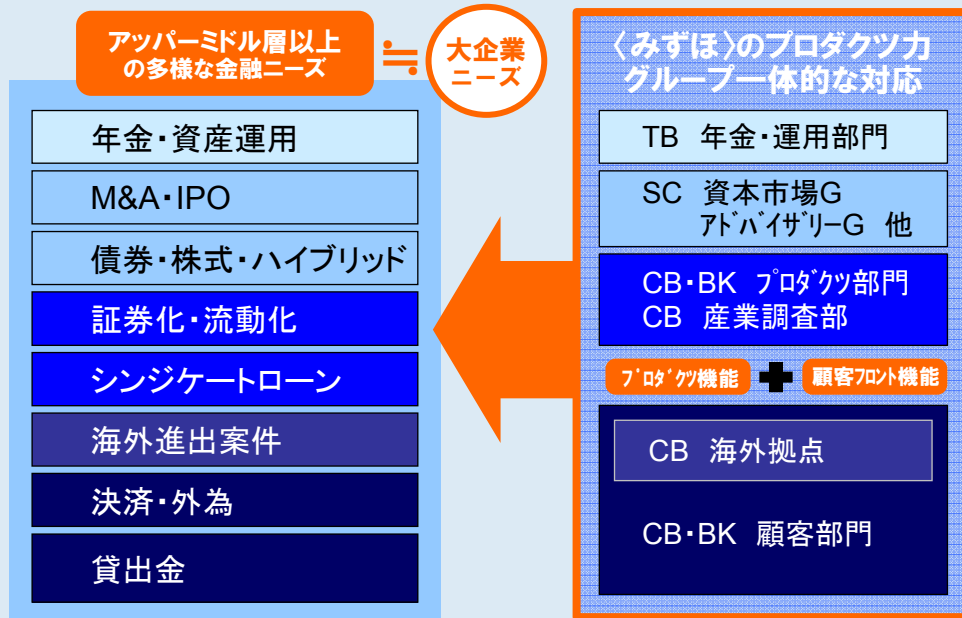 アッパーミドル層以上
の多様な金融ニーズ
≒
大企業
ニーズ
年金・資産運用
M&A・IPO
債券・株式・ハイブリッド
証券化・流動化
シンジケートローン
海外進出案件
決済・外為
貸出金
〈みずほ〉のプロダクツ力
グループ一体的な対応
TB 年金・運用部門
SC 資本市場G
ｱﾄﾞﾊﾞｲｻﾞﾘｰG 他
CB・BK ﾌﾟﾛﾀﾞｸﾂ部門
CB 産業調査部
ﾌﾟﾛﾀﾞｸﾂ機能 ＋ 顧客ﾌﾛﾝﾄ機能
CB 海外拠点
CB・BK 顧客部門